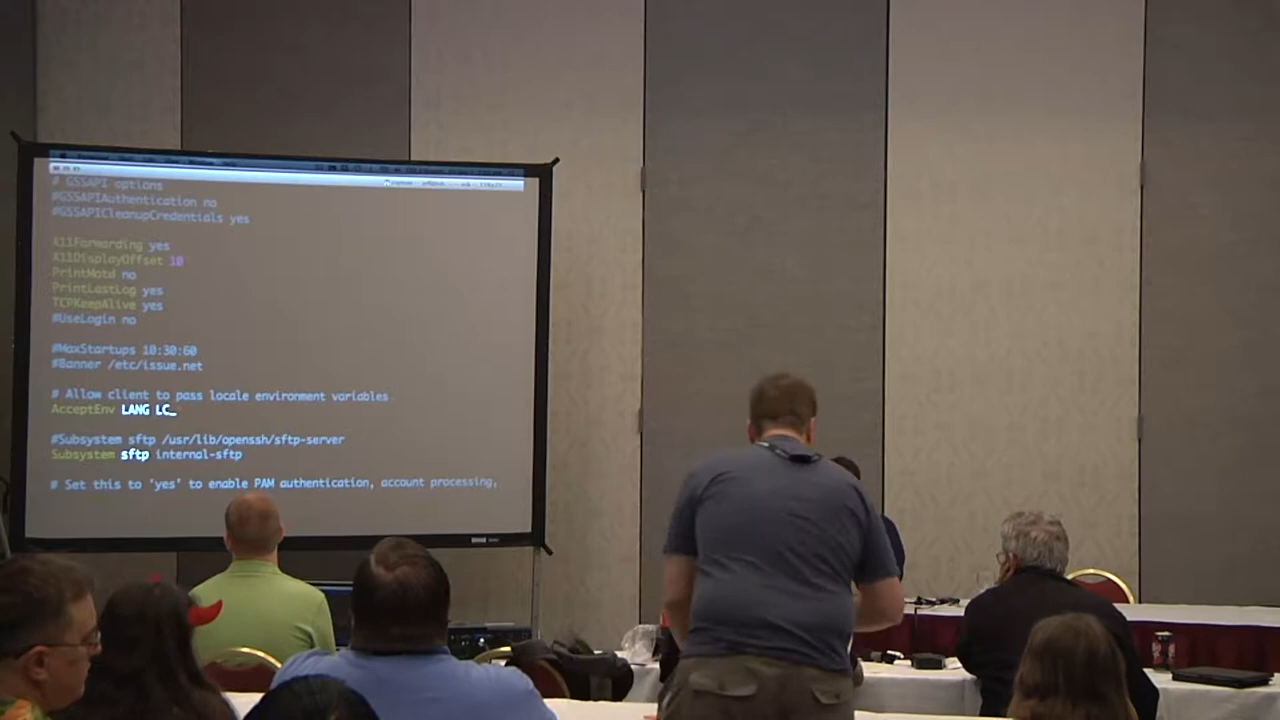 # GSSAPI options
#GSSAPIAuthentication no
#GSSAPICleanupCredentials yes
X11Forwarding yes
X11DisplayOffset 10
PrintMotd no
PrintLastLog yes
TCPKeepAlive yes
#UseLogin no
#MaxStartups 10:30:60
#Banner /etc/issue.net
# Allow client to pass locale environment variables
AcceptEnv LANG LC_
#Subsystem sftp /usr/lib/openssh/sftp-server
Subsystem sftp internal-sftp
# Set this to 'yes' to enable PAM authentication, account processing,